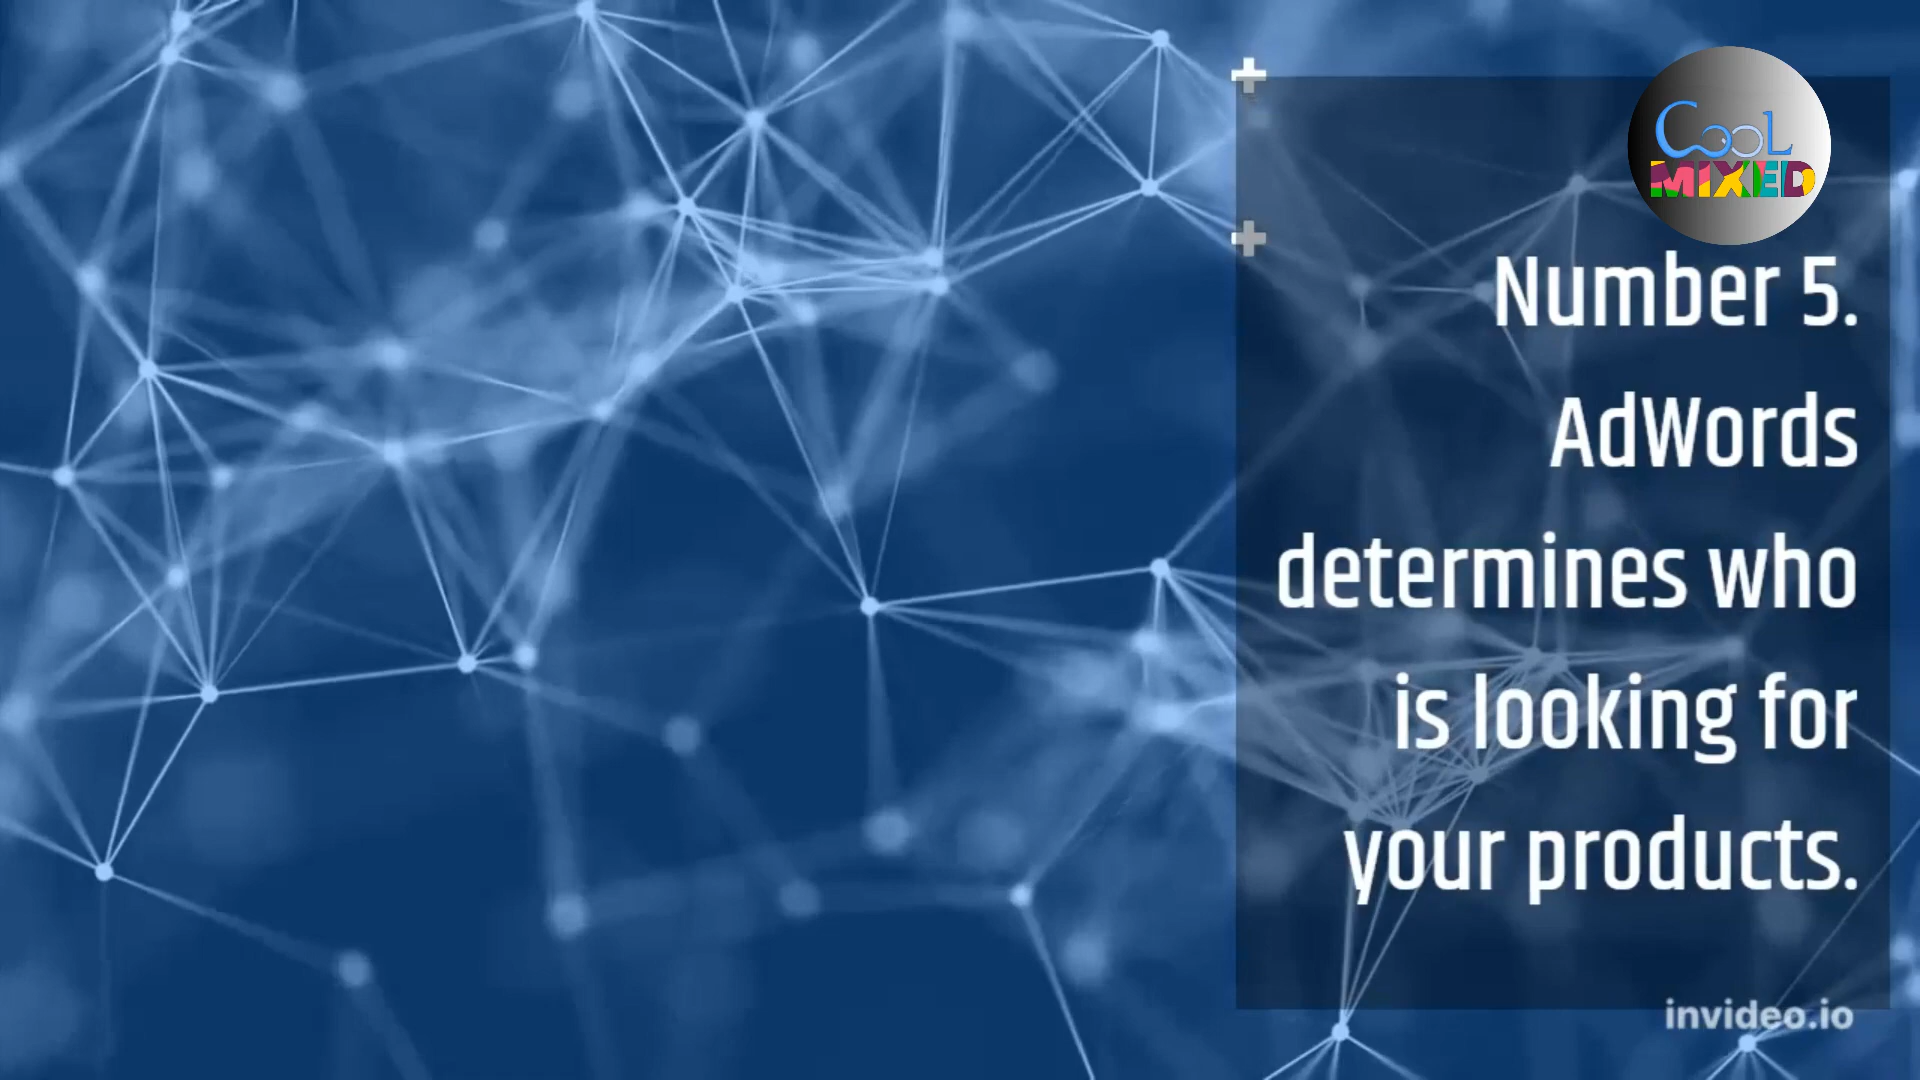 COOL
MIXED
Number 5.
AdWords
determines who
is looking for
your products.
invideo.io